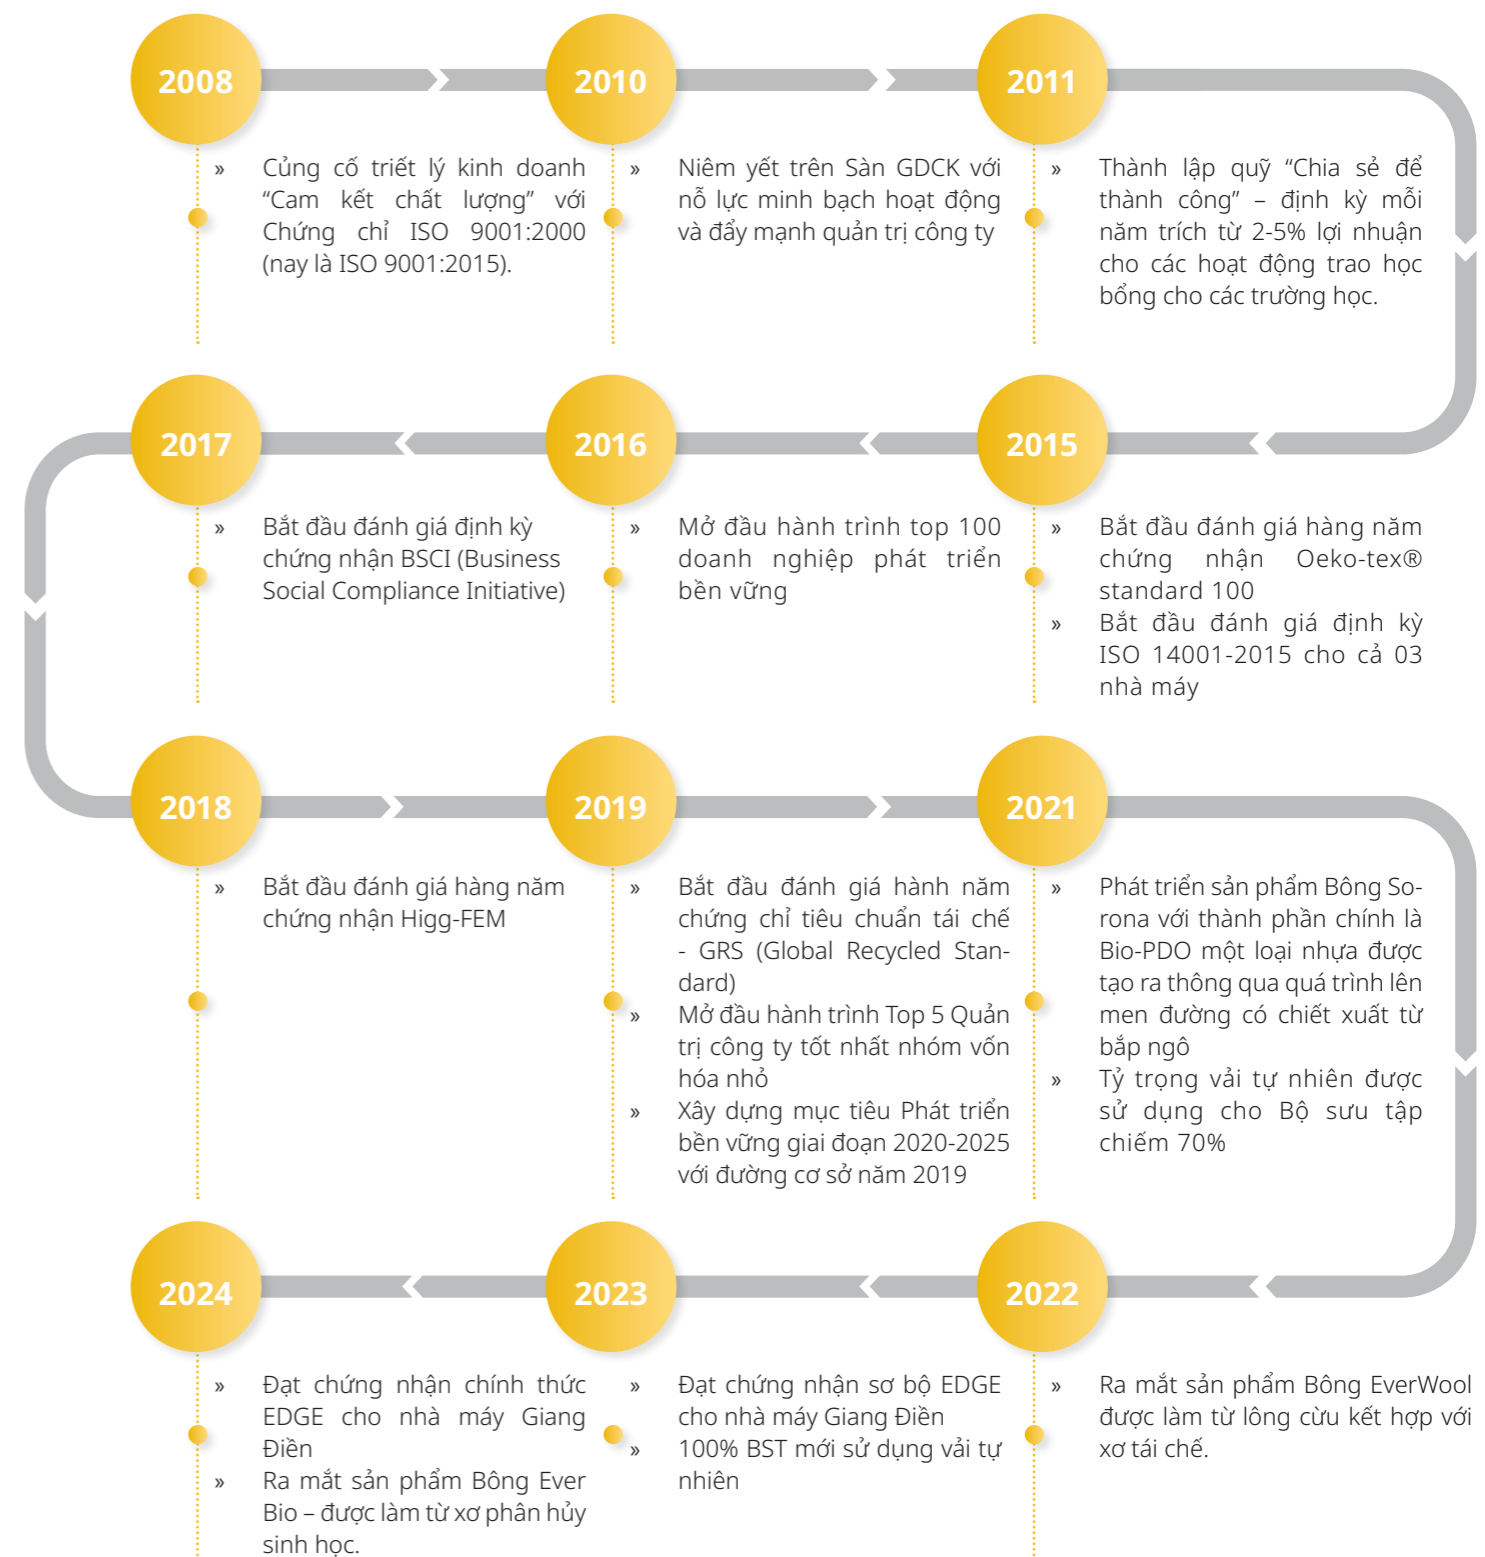 2008
» Củng cố triết lý kinh doanh
“Cam kết chất lượng” với
Chứng chỉ ISO 9001:2000
(nay là ISO 9001:2015).
2010
» Niêm yết trên Sàn GDCK với
nỗ lực minh bạch hoạt động
và đẩy mạnh quản trị công ty
2011
» Thành lập quỹ “Chia sẻ để
thành công” – định kỳ mỗi
năm trích từ 2-5% lợi nhuận
cho các hoạt động trao học
bổng cho các trường học.
2015
» Bắt đầu đánh giá hàng năm
chứng nhận Oeko-tex®
standard 100
» Bắt đầu đánh giá định kỳ
ISO 14001-2015 cho cả 03
nhà máy
2016
» Mở đầu hành trình top 100
doanh nghiệp phát triển
bền vững
2017
» Bắt đầu đánh giá định kỳ
chứng nhận BSCI (Business
Social Compliance Initiative)
2018
» Bắt đầu đánh giá hàng năm
chứng nhận Higg-FEM
2019
» Bắt đầu đánh giá hành năm
chứng chỉ tiêu chuẩn tái chế
- GRS (Global Recycled Stan-
dard)
» Mở đầu hành trình Top 5 Quản
trị công ty tốt nhất nhóm vốn
hóa nhỏ
» Xây dựng mục tiêu Phát triển
bền vững giai đoạn 2020-2025
với đường cơ sở năm 2019
2021
» Phát triển sản phẩm Bông So-
rona với thành phần chính là
Bio-PDO một loại nhựa được
tạo ra thông qua quá trình lên
men đường có chiết xuất từ
bắp ngô
» Tỷ trọng vải tự nhiên được
sử dụng cho Bộ sưu tập
chiếm 70%
2022
» Ra mắt sản phẩm Bông EverWool
được làm từ lông cừu kết hợp với
xơ tái chế.
2023
» Đạt chứng nhận sơ bộ EDGE
cho nhà máy Giang Điền
» 100% BST mới sử dụng vải tự
nhiên
2024
» Đạt chứng nhận chính thức
EDGE cho nhà máy Giang
Điền
» Ra mắt sản phẩm Bông Ever
Bio – được làm từ xơ phân hủy
sinh học.